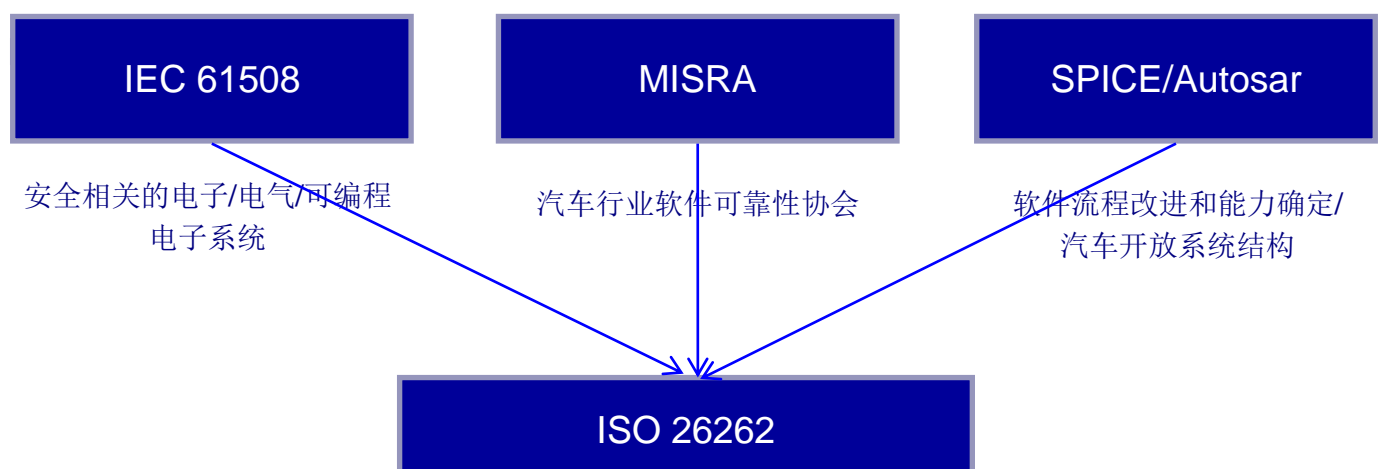 IEC 61508
MISRA
SPICE/Autosar
安全相关的电子/电气/可编程
电子系统
汽车行业软件可靠性协会
软件流程改进和能力确定/
汽车开放系统结构
ISO 26262